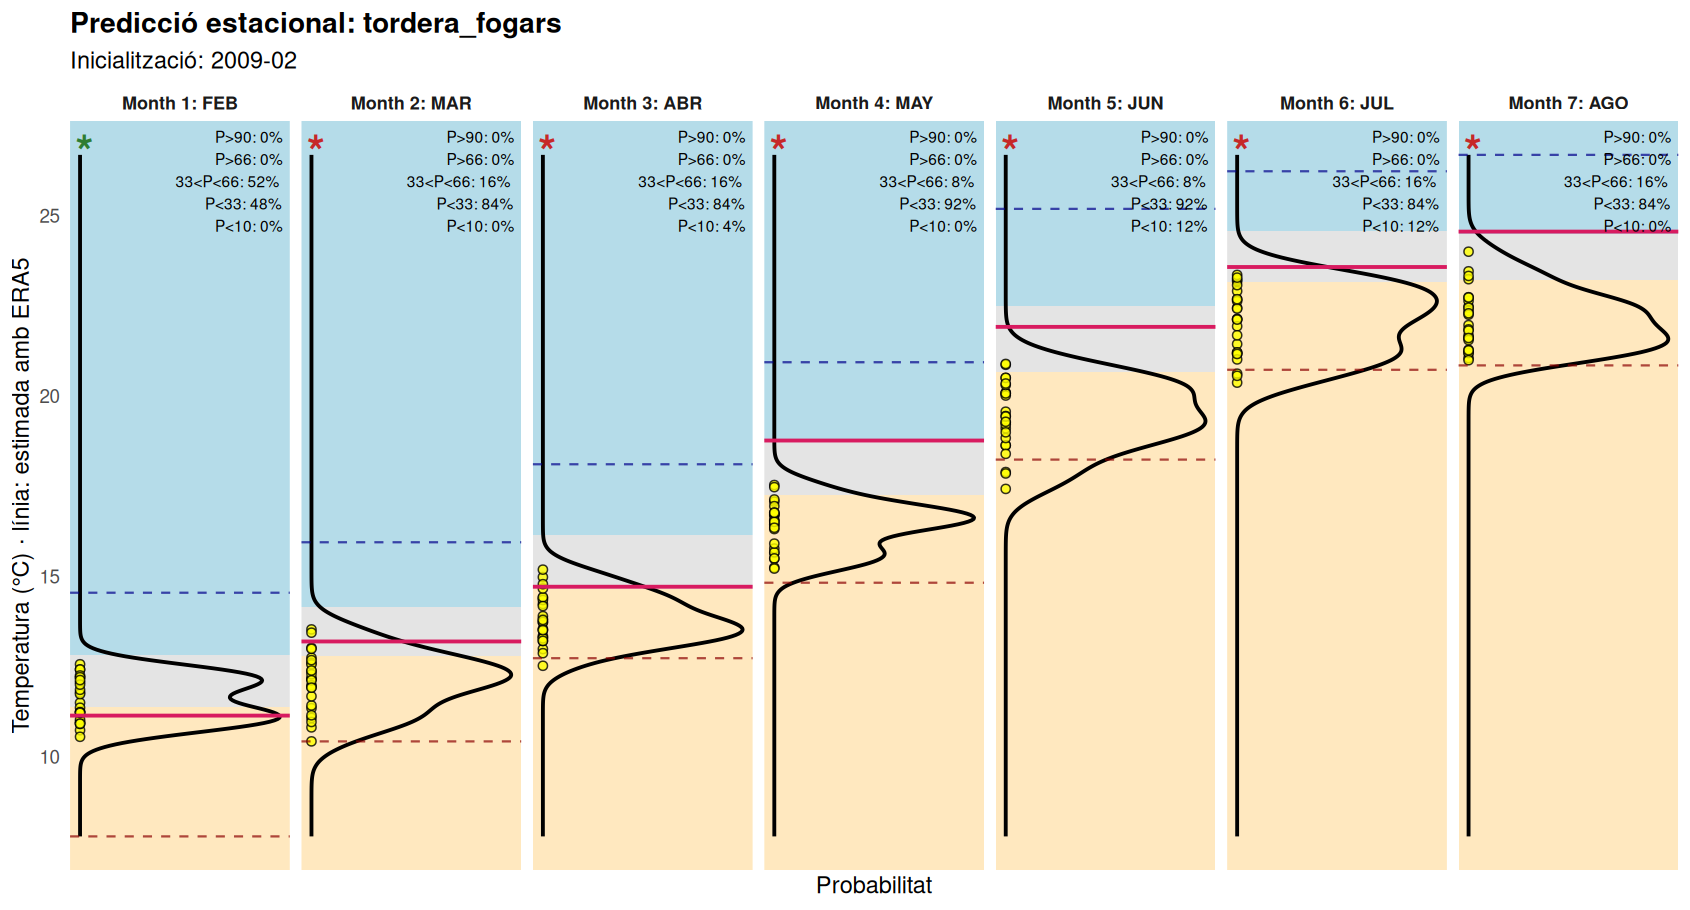 Predicció estacional: tordera_fogars
Inicialització: 2009-02
Month 1: FEB
Month 2: MAR
Month 3: ABR
Month 4: MAY
Month 5: JUN
Month 6: JUL
Month 7: AGO
*
P>90: 0%
P>66: 0%
33<P<66: 52%
P<33: 48%
P<10: 0%
*
P>90: 0%
P>66: 0%
33<P<66: 16%
P<33: 84%
P<10: 0%
*
P>90: 0%
P>66: 0%
33<P<66: 16%
P<33: 84%
P<10: 4%
*
P>90: 0%
P>66: 0%
33<P<66: 8%
P<33: 92%
P<10: 0%
*
P>90: 0%
P>66: 0%
33<P<66: 8%
P<33: 92%
P<10: 12%
*
P>90: 0%
P>66: 0%
33<P<66: 16%
P<33: 84%
P<10: 12%
*
P>90: 0%
P>66: 0%
33<P<66: 16%
P<33: 84%
P<10: 0%
25
20
15
10
Temperatura (°C) · línia: estimada amb ERA5
Probabilitat